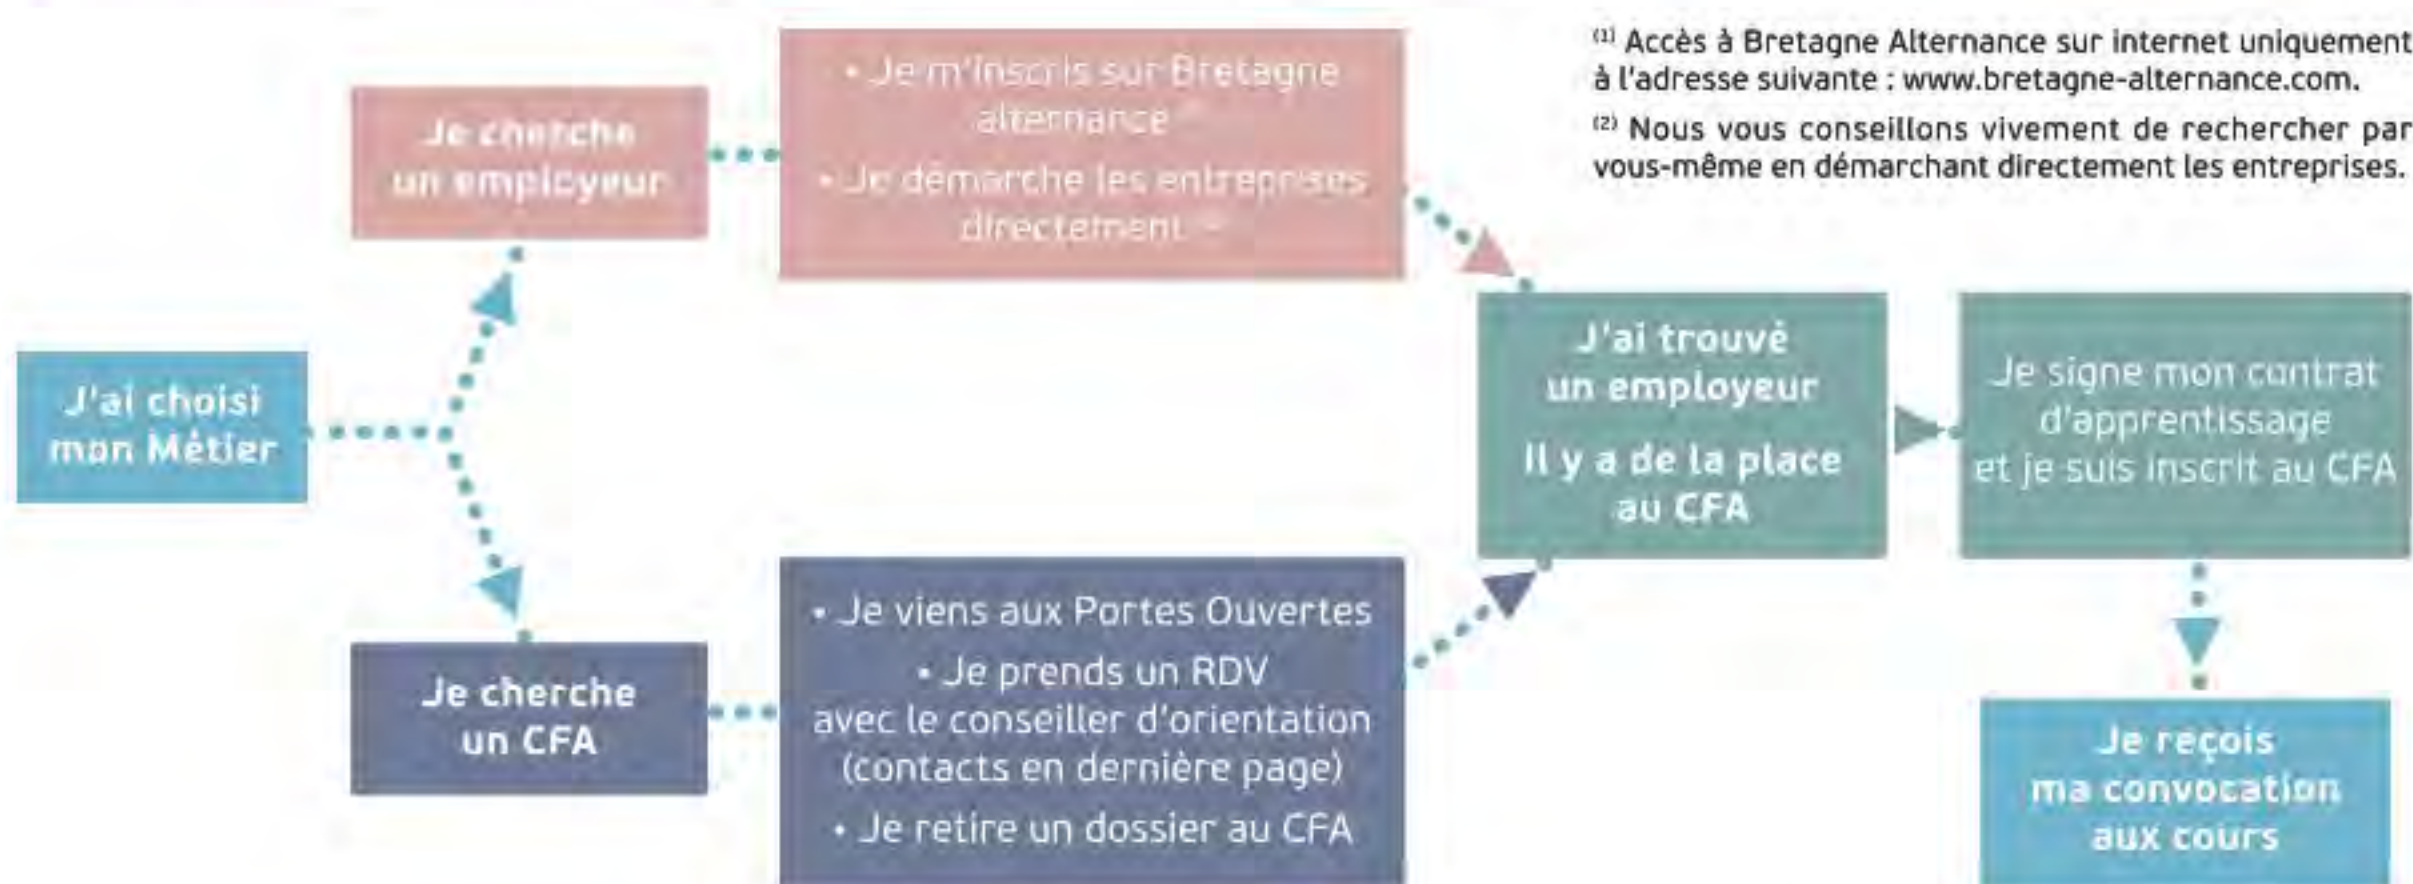 J'ai choisi
mon Métier
Je cherche
un employeur
• Je m'inscris sur Bretagne
alternance
• Je démarche les entreprises
directement
Je cherche
un CFA
• Je viens aux Portes Ouvertes
• Je prends un RDV
avec le conseiller d'orientation
(contacts en dernière page)
• Je retire un dossier au CFA
(1) Accès à Bretagne Alternance sur internet uniquement
à l'adresse suivante : www.bretagne-alternance.com.
(2) Nous vous conseillons vivement de rechercher par
vous-même en démarchant directement les entreprises.
J'ai trouvé
un employeur
Il y a de la place
au CFA
Je signe mon contrat
d'apprentissage
et je suis inscrit au CFA
Je reçois
ma convocation
aux cours